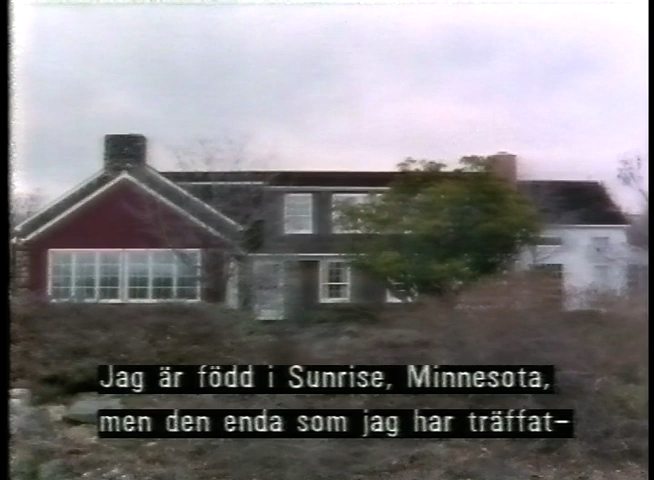 Jag är född i Sunrise, Minnesota,
men den enda som jag har träffat-